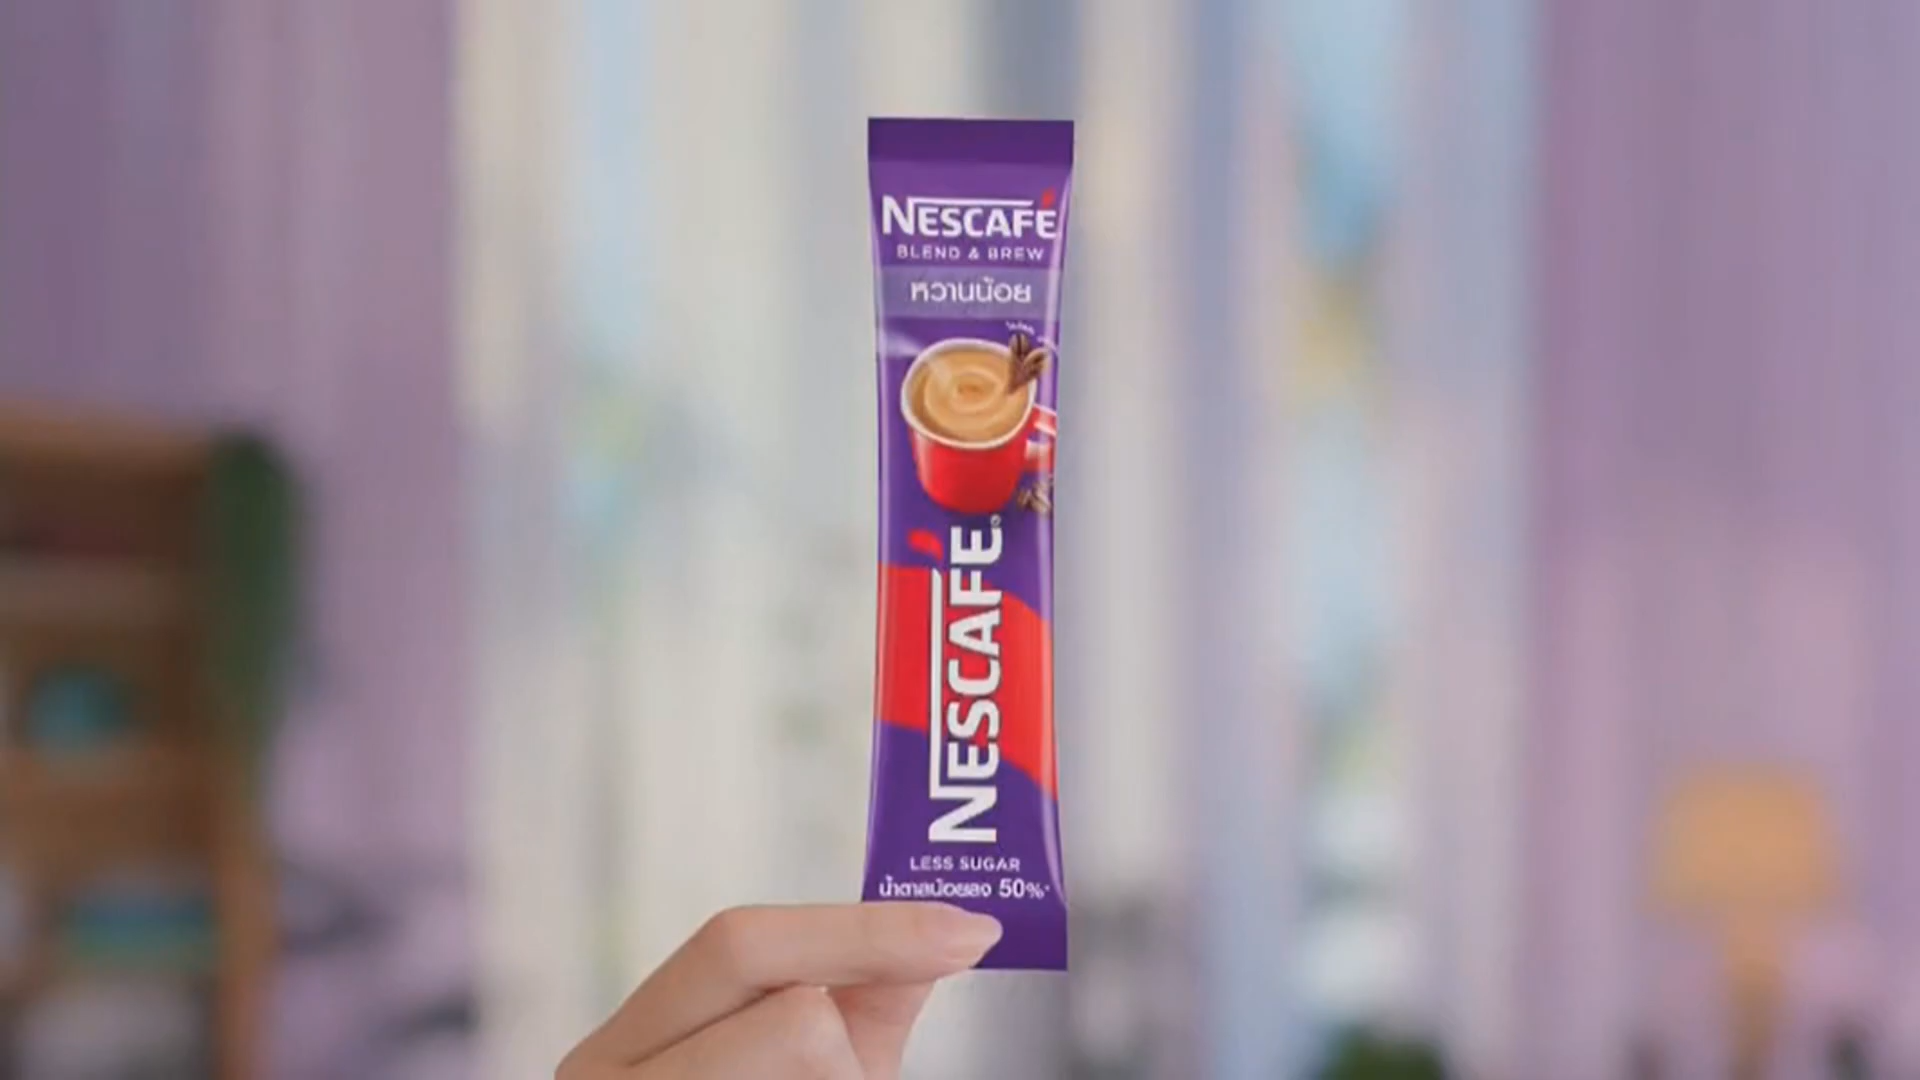 NESCAFÉ
BLEND & BREW
หวานน้อย
NESCAFÉ
LESS SUGAR
น้ำตาลน้อยลง 50%*